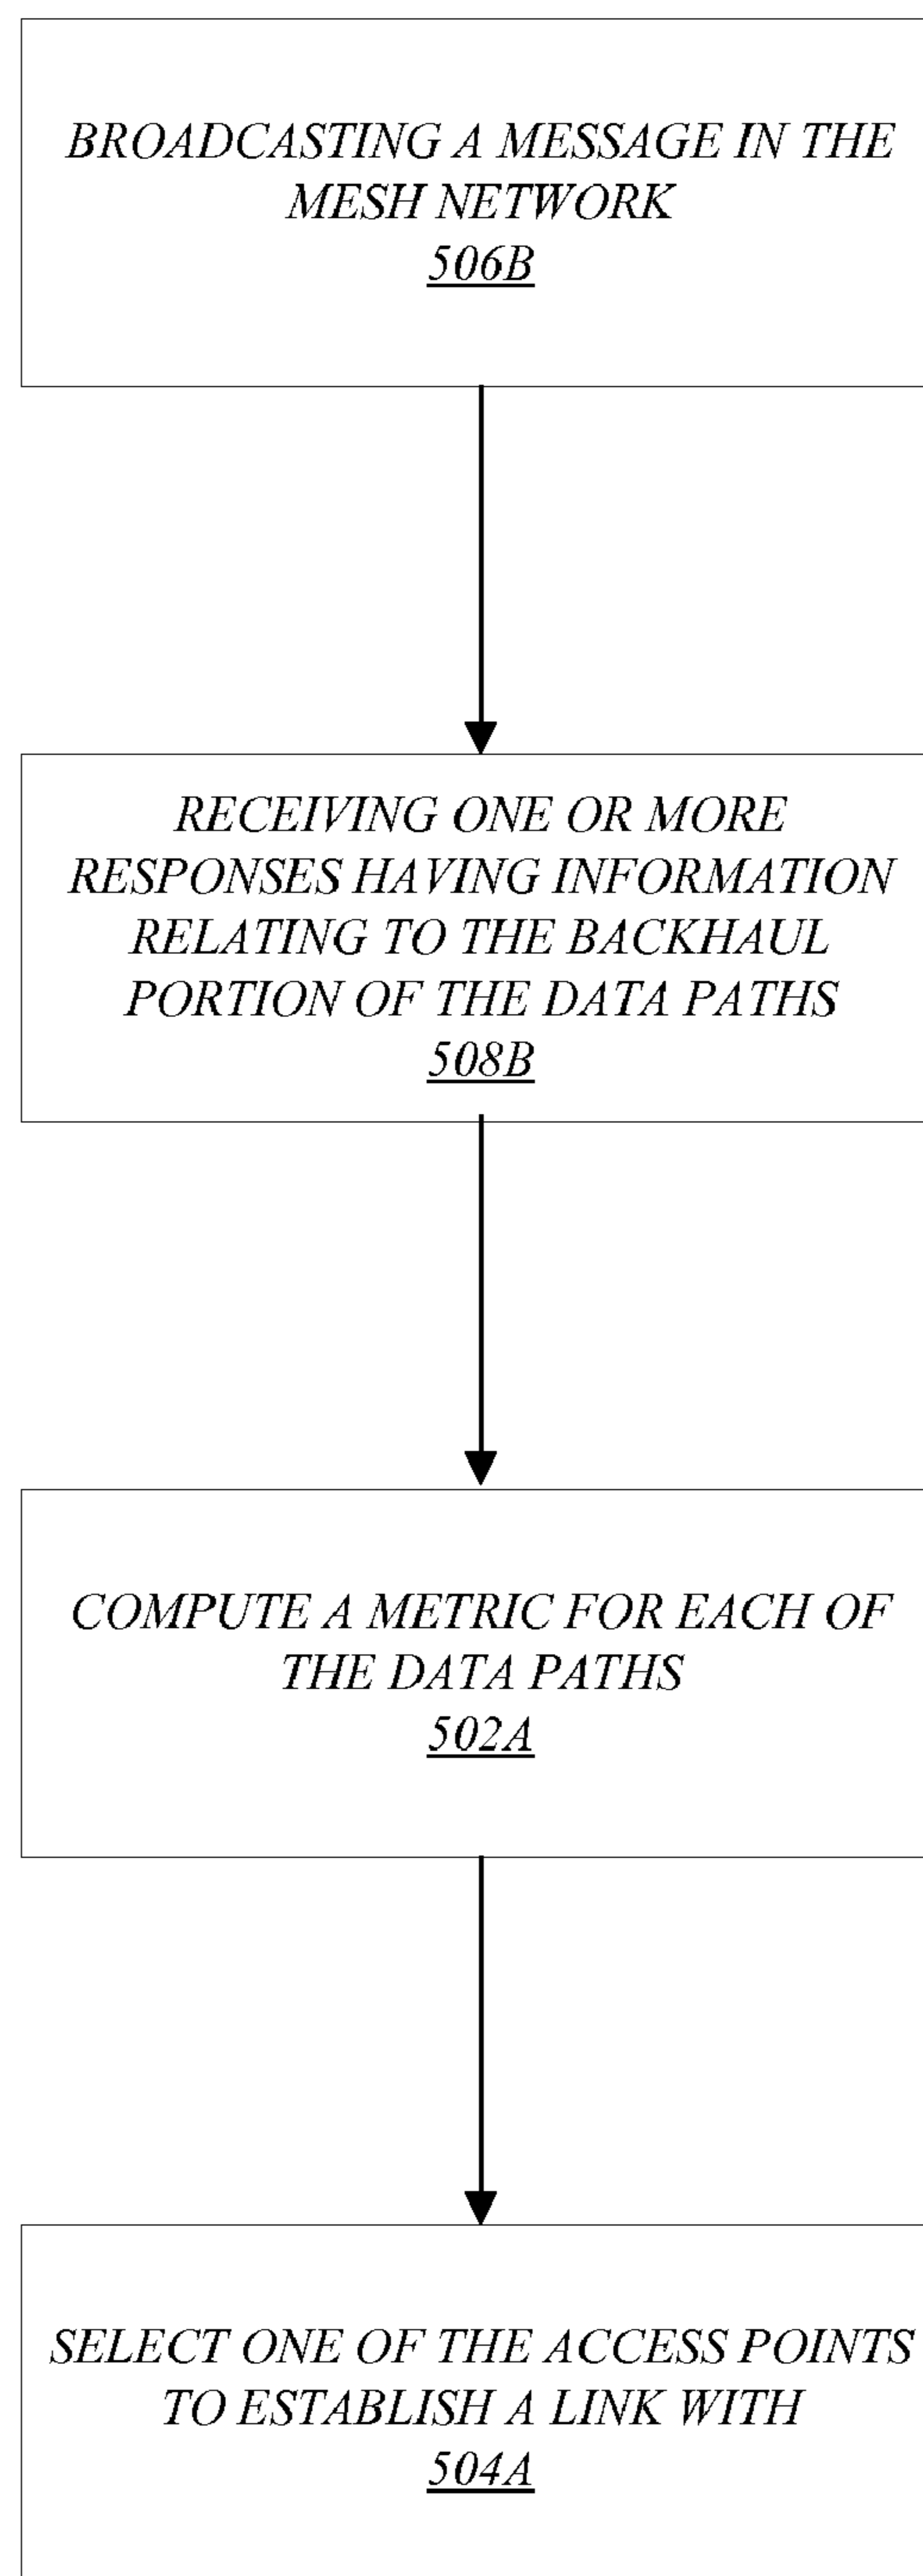 BROADCASTING A MESSAGE IN THE
MESH NETWORK
506B
RECEIVING ONE OR MORE
RESPONSES HAVING INFORMATION
RELATING TO THE BACKHAUL
PORTION OF THE DATA PATHS
508B
COMPUTE A METRIC FOR EACH OF
THE DATA PATHS
502A
SELECT ONE OF THE ACCESS POINTS
TO ESTABLISH A LINK WITH
504A